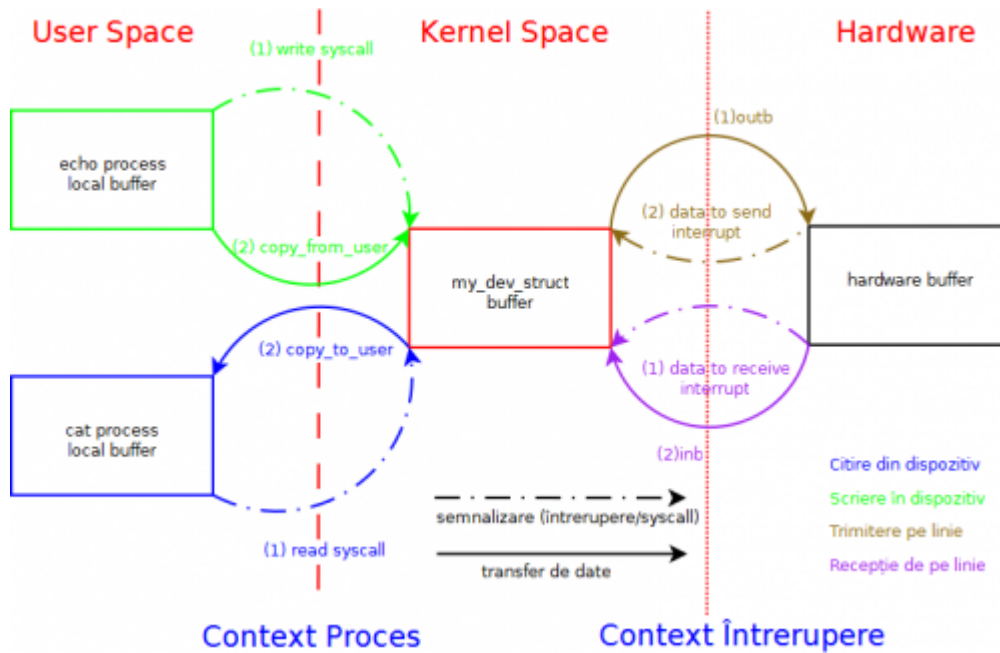 User Space
Kernel Space
Hardware
(1) write syscall
echo process
local buffer
(2) copy_from_user
(1)outb
(2) data to send
interrupt
my_dev_struct
buffer
hardware buffer
(2) copy_to_user
(1) data to receive
interrupt
cat process
local buffer
(2)inb
(1) read syscall
semnalizare (întrerupere/syscall)
transfer de date
Citire din dispozitiv
Scriere în dispozitiv
Trimitere pe linie
Recepție de pe linie
Context Proces
Context Întrerupere